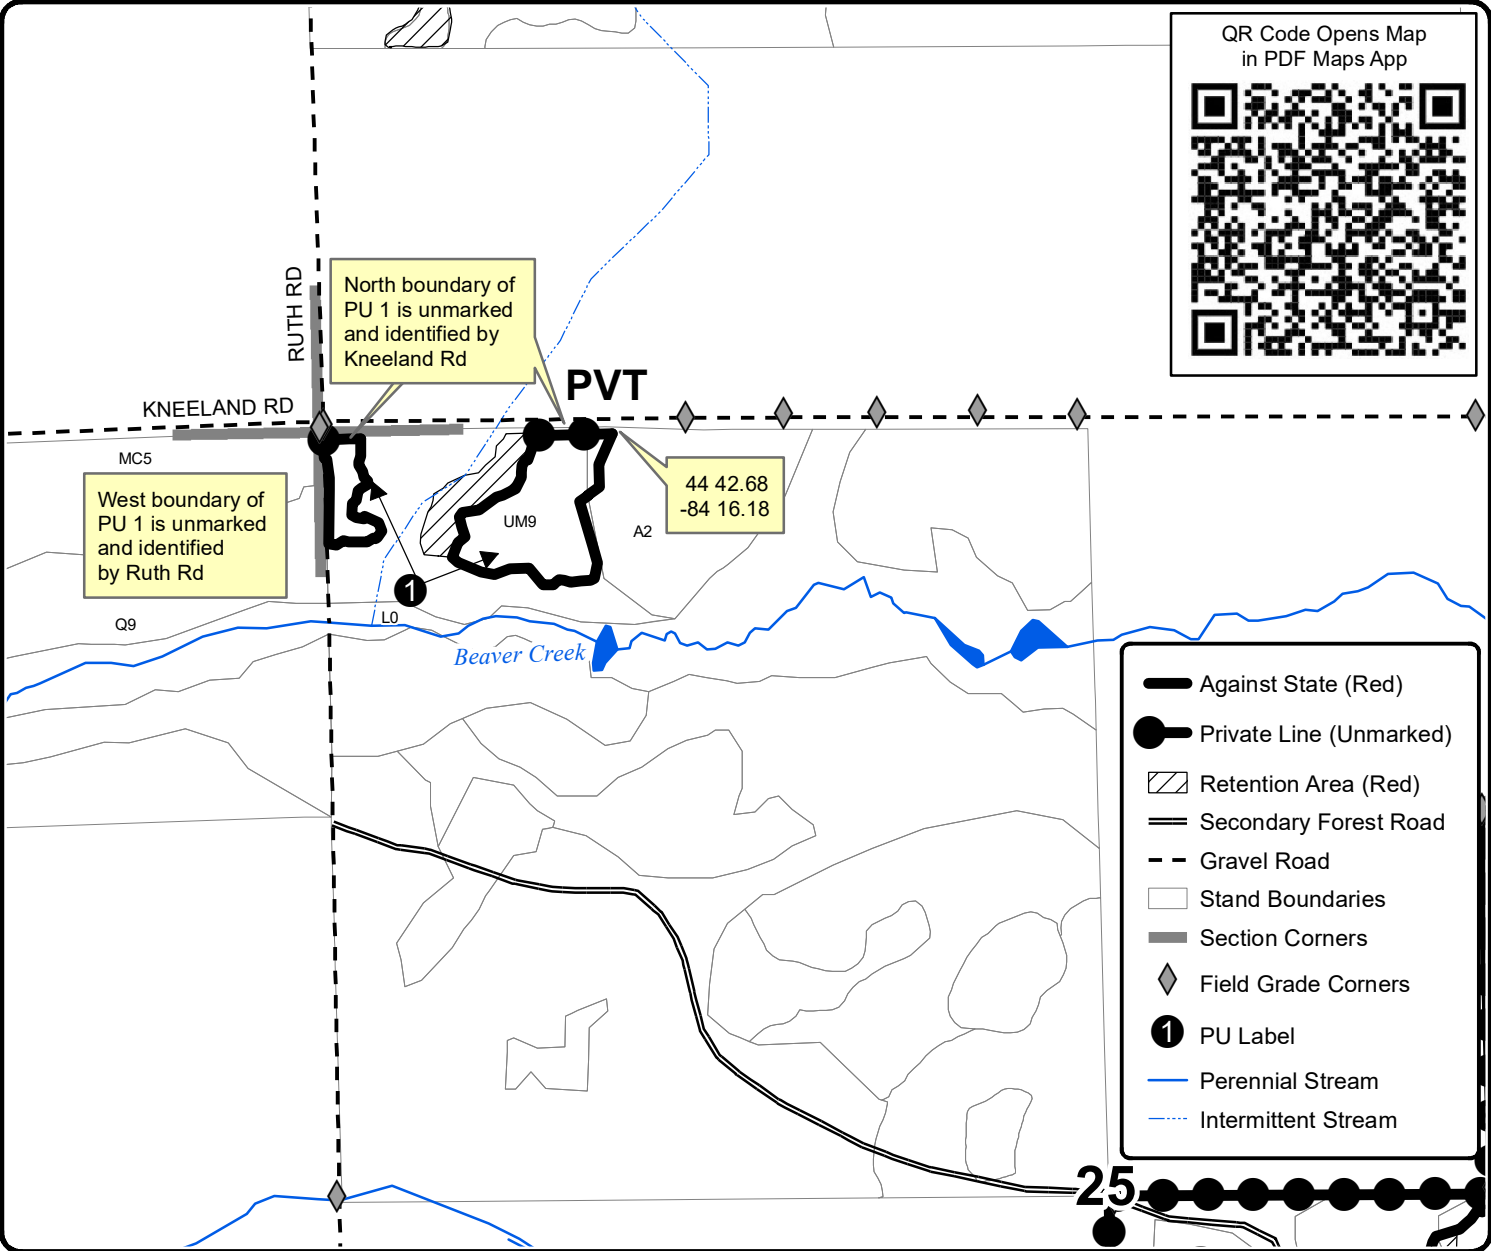 QR Code Opens Map
in PDF Maps App
RUTH RD
North boundary of
PU 1 is unmarked
and identified by
Kneeland Rd
PVT
KNEELAND RD
MC5
West boundary of
PU 1 is unmarked
and identified
by Ruth Rd
44 42.68
-84 16.18
UM9
A2
1
L0
Q9
Beaver Creek
Against State (Red)
Private Line (Unmarked)
Retention Area (Red)
Secondary Forest Road
Gravel Road
Stand Boundaries
Section Corners
Field Grade Corners
1 PU Label
Perennial Stream
Intermittent Stream
25